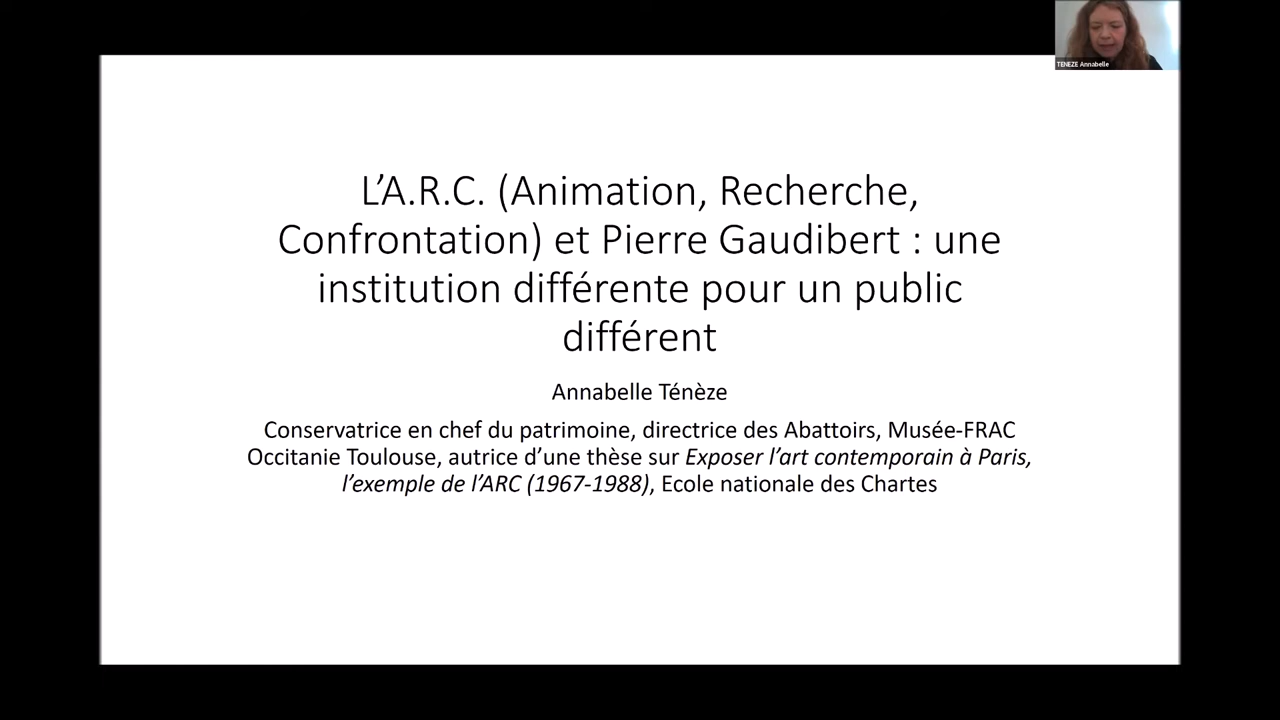 TENEZE Annabelle
L'A.R.C. (Animation, Recherche,
Confrontation) et Pierre Gaudibert : une
institution différente pour un public
différent
Annabelle Ténèze
Conservatrice en chef du patrimoine, directrice des Abattoirs, Musée-FRAC
Occitanie Toulouse, autrice d'une thèse sur Exposer l'art contemporain à Paris,
l'exemple de l'ARC (1967-1988), Ecole nationale des Chartes